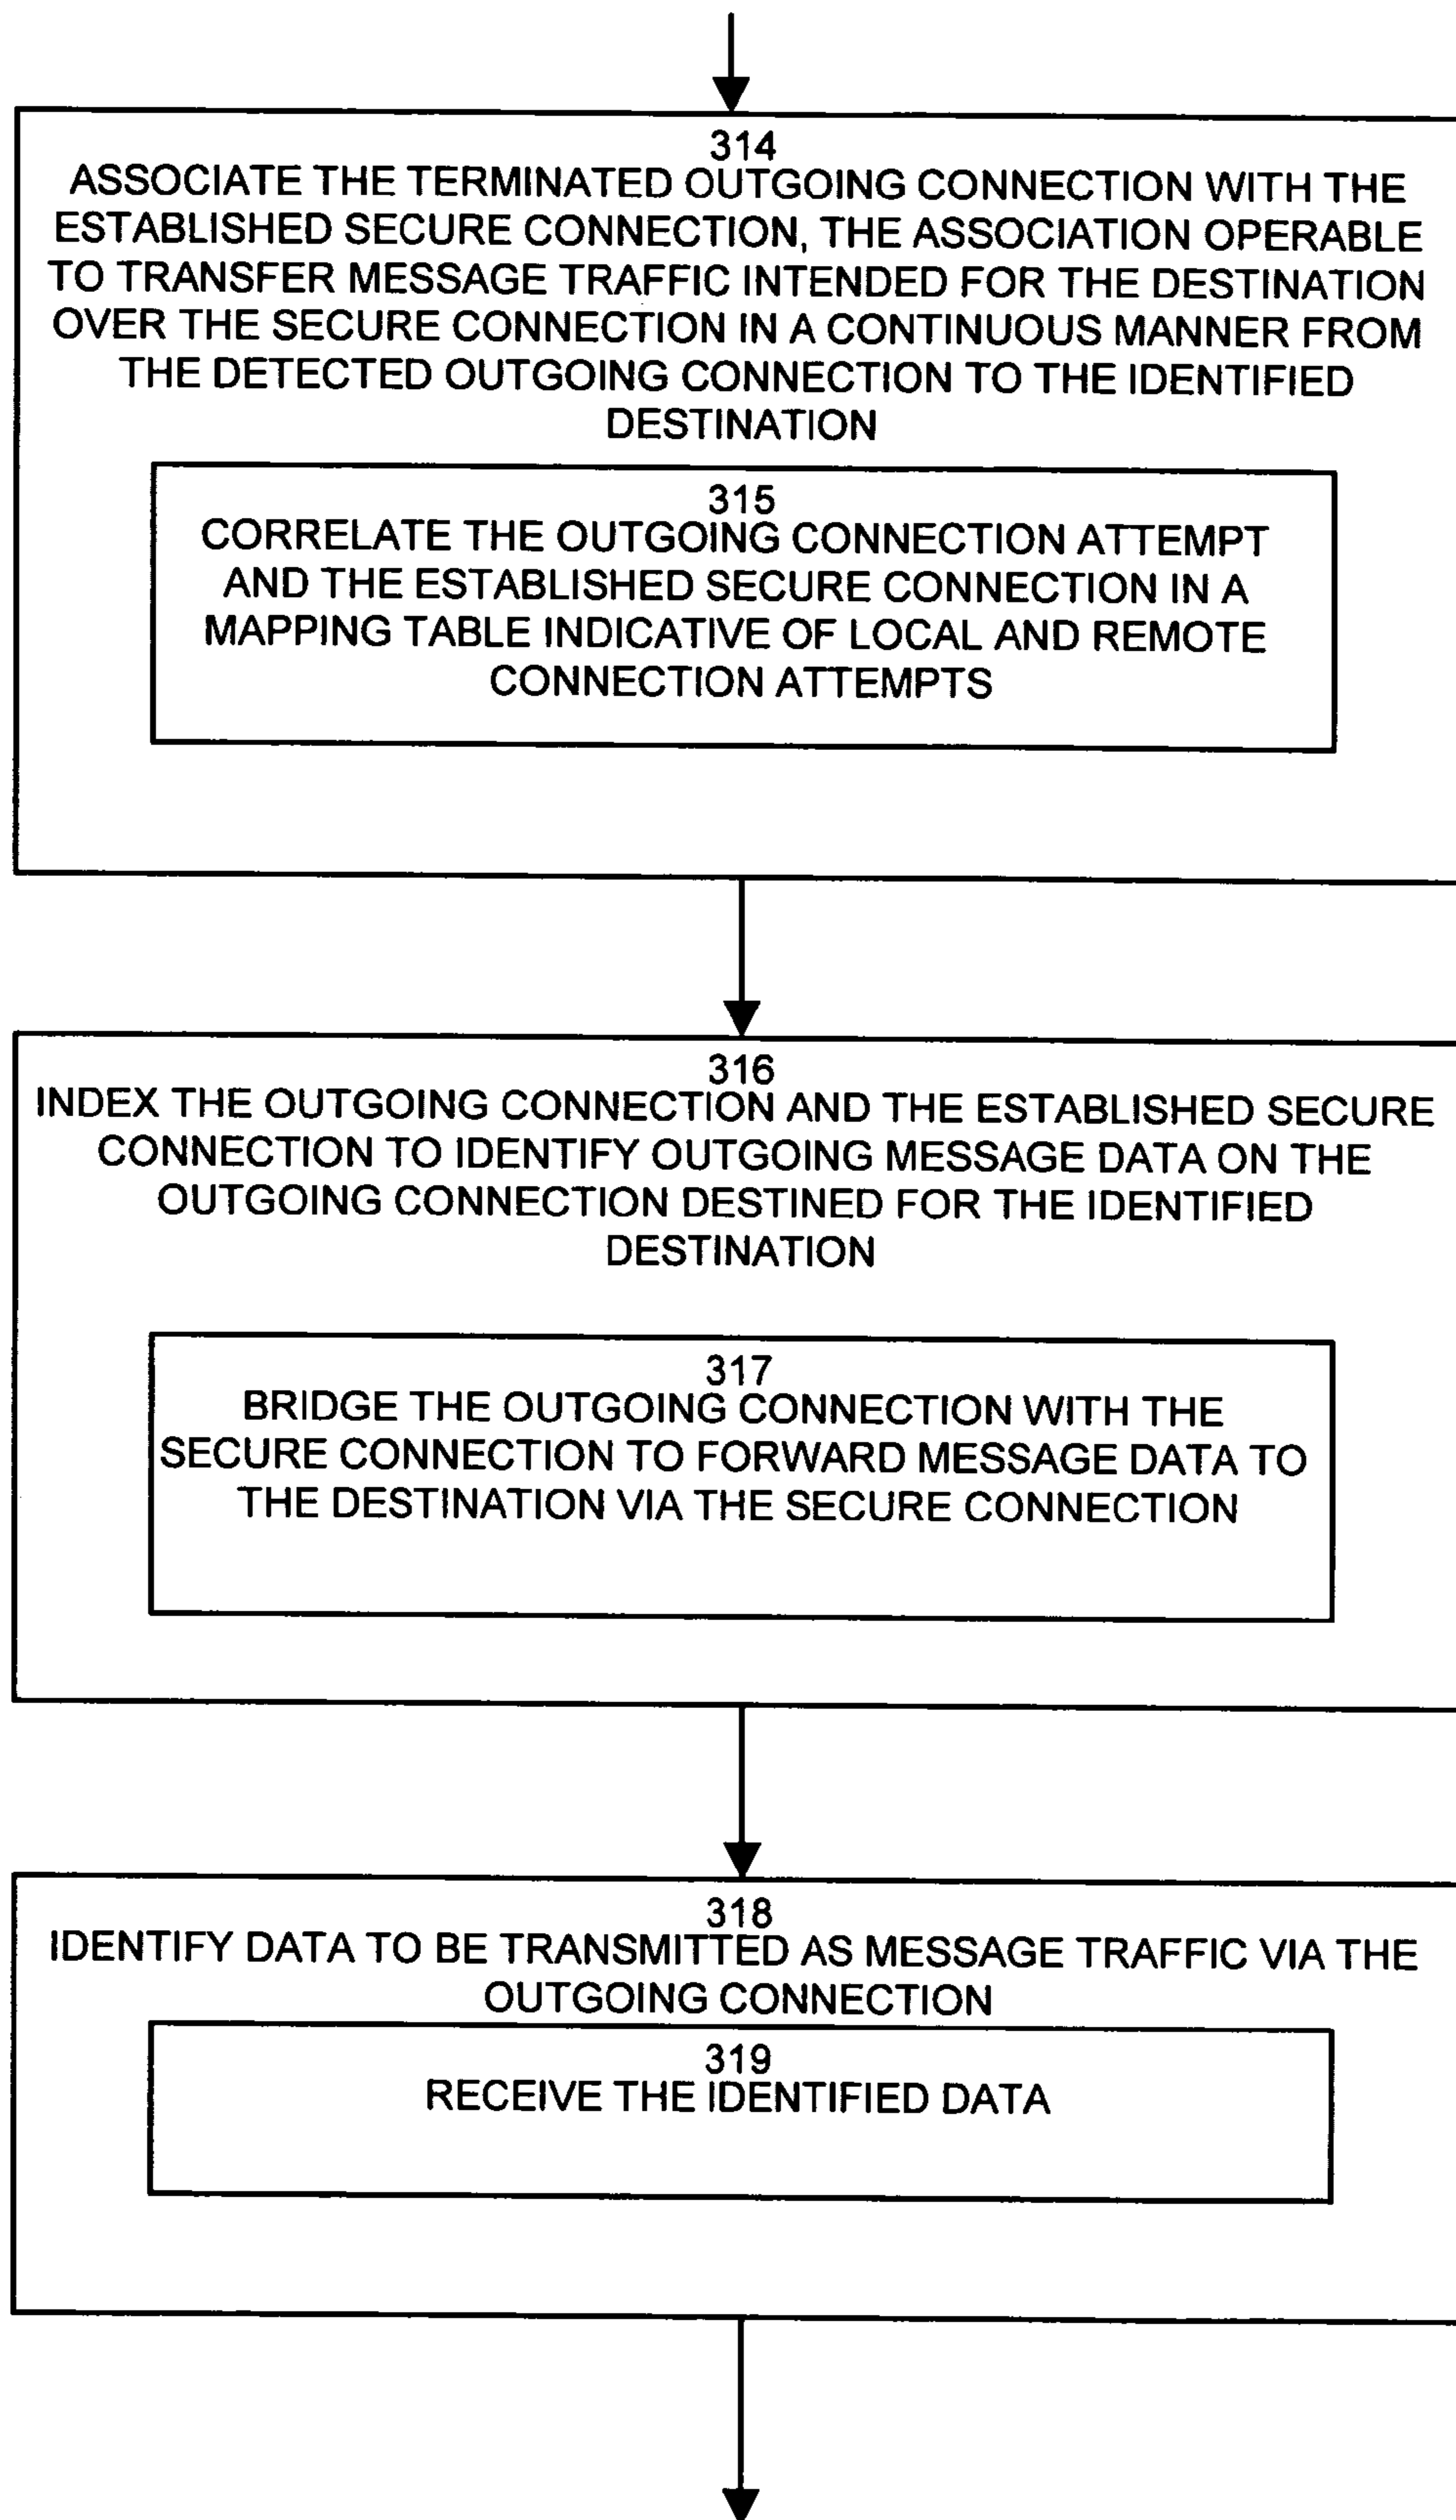 314
ASSOCIATE THE TERMINATED OUTGOING CONNECTION WITH THE
ESTABLISHED SECURE CONNECTION, THE ASSOCIATION OPERABLE
TO TRANSFER MESSAGE TRAFFIC INTENDED FOR THE DESTINATION
OVER THE SECURE CONNECTION IN A CONTINUOUS MANNER FROM
THE DETECTED OUTGOING CONNECTION TO THE IDENTIFIED
DESTINATION
315
CORRELATE THE OUTGOING CONNECTION ATTEMPT
AND THE ESTABLISHED SECURE CONNECTION IN A
MAPPING TABLE INDICATIVE OF LOCAL AND REMOTE
CONNECTION ATTEMPTS
316
INDEX THE OUTGOING CONNECTION AND THE ESTABLISHED SECURE
CONNECTION TO IDENTIFY OUTGOING MESSAGE DATA ON THE
OUTGOING CONNECTION DESTINED FOR THE IDENTIFIED
DESTINATION
317
BRIDGE THE OUTGOING CONNECTION WITH THE
SECURE CONNECTION TO FORWARD MESSAGE DATA TO
THE DESTINATION VIA THE SECURE CONNECTION
318
IDENTIFY DATA TO BE TRANSMITTED AS MESSAGE TRAFFIC VIA THE
OUTGOING CONNECTION
319
RECEIVE THE IDENTIFIED DATA